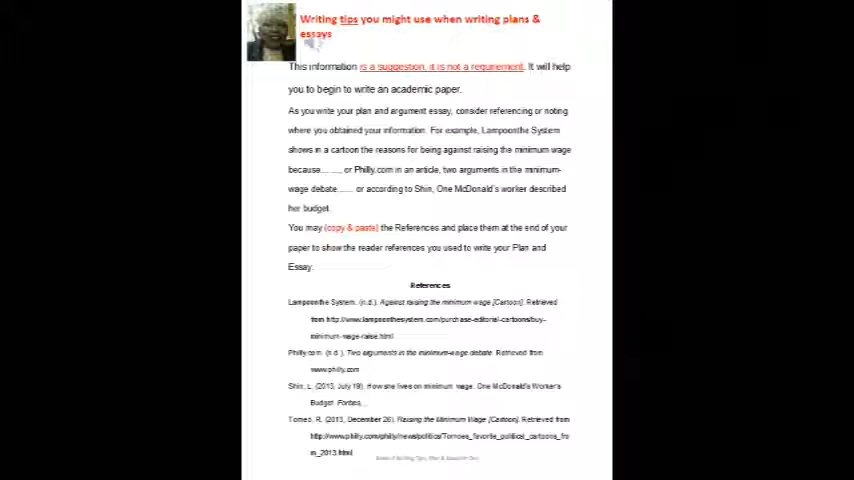 Writing tips you might use when writing plans &
essays
This information is a suggestion, it is not a requirement. It will help
you to begin to write an academic paper.
As you write your plan and argument essay, consider referencing or noting
where you obtained your information. For example, Lampoonthe System
shows in a cartoon the reasons for being against raising the minimum wage
because......, or Philly.com in an article, two arguments in the minimum-
wage debate...... or according to Shin, One McDonald's worker described
her budget.
You may (copy & paste) the References and place them at the end of your
paper to show the reader references you used to write your Plan and
Essay.
References
Lampoonthe System. (n.d.). Against raising the minimum wage [Cartoon]. Retrieved
from http://www.lampoonthesystem.com/purchase-editorial-cartoons/buy-
minimum-wage-raise.html
Philly.com. (n.d.). Two arguments in the minimum-wage debate. Retrieved from
www.philly.com
Shin, L. (2013, July 19). How she lives on minimum wage: One McDonald's Worker's
Budget. Forbes, .
Tornoe, R. (2013, December 26). Raising the Minimum Wage [Cartoon]. Retrieved from
http://www.philly.com/philly/news/politics/Tornoes_favorite_political_cartoons_fro
m_2013.html